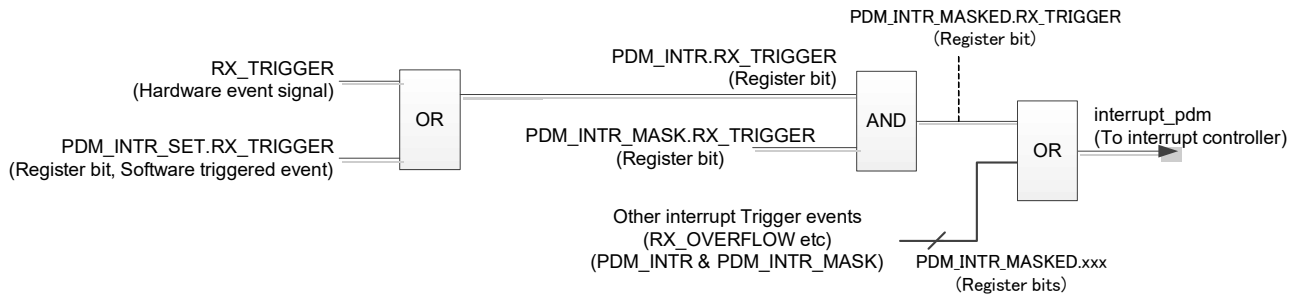 PDM_INTR_MASKED.RX_TRIGGER
(Register bit)
RX_TRIGGER
(Hardware event signal)
PDM_INTR.RX_TRIGGER
(Register bit)
OR
PDM_INTR_SET.RX_TRIGGER
(Register bit, Software triggered event)
PDM_INTR_MASK.RX_TRIGGER
(Register bit)
AND
OR
interrupt_pdm
(To interrupt controller)
Other interrupt Trigger events
(RX_OVERFLOW etc)
(PDM_INTR & PDM_INTR_MASK)
PDM_INTR_MASKED.xxx
(Register bits)